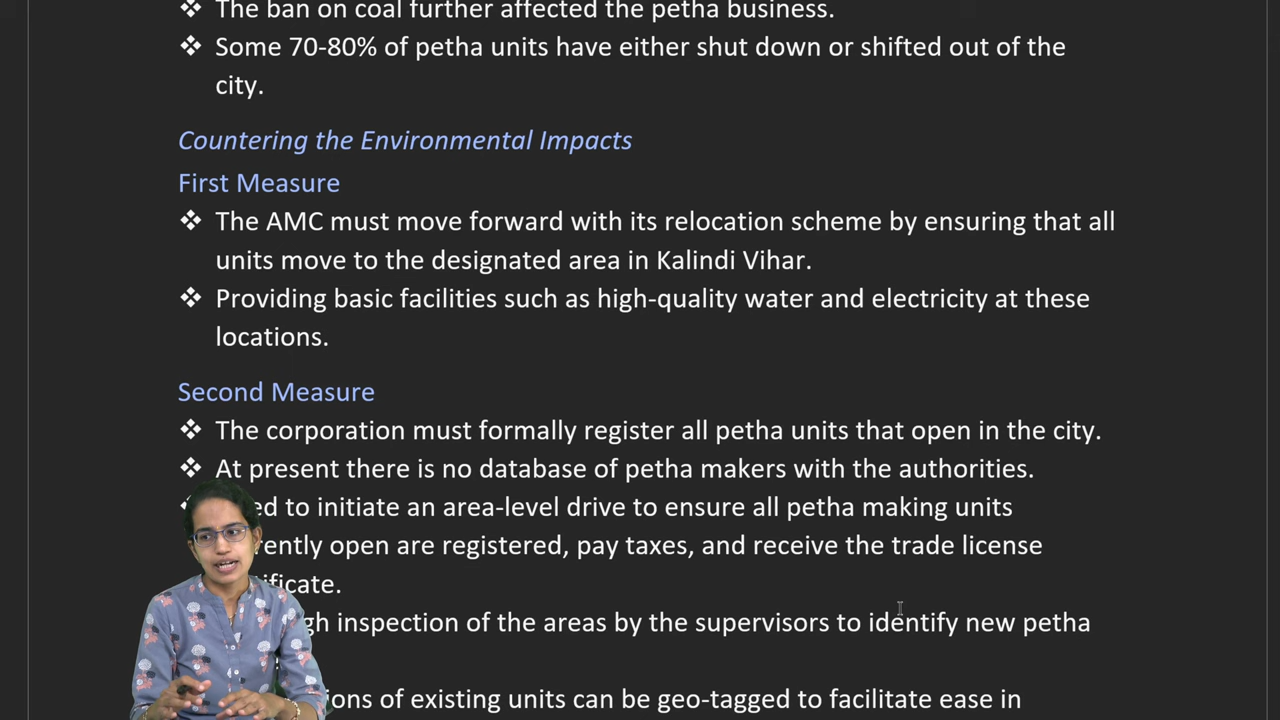 ❖ The ban on coal further affected the petha business.
❖ Some 70-80% of petha units have either shut down or shifted out of the
city.
Countering the Environmental Impacts
First Measure
❖ The AMC must move forward with its relocation scheme by ensuring that all
units move to the designated area in Kalindi Vihar.
❖ Providing basic facilities such as high-quality water and electricity at these
locations.
Second Measure
❖ The corporation must formally register all petha units that open in the city.
❖ At present there is no database of petha makers with the authorities.
to initiate an area-level drive to ensure all petha making units
open are registered, pay taxes, and receive the trade license
inspection of the areas by the supervisors to identify new petha
of existing units can be geo-tagged to facilitate ease in